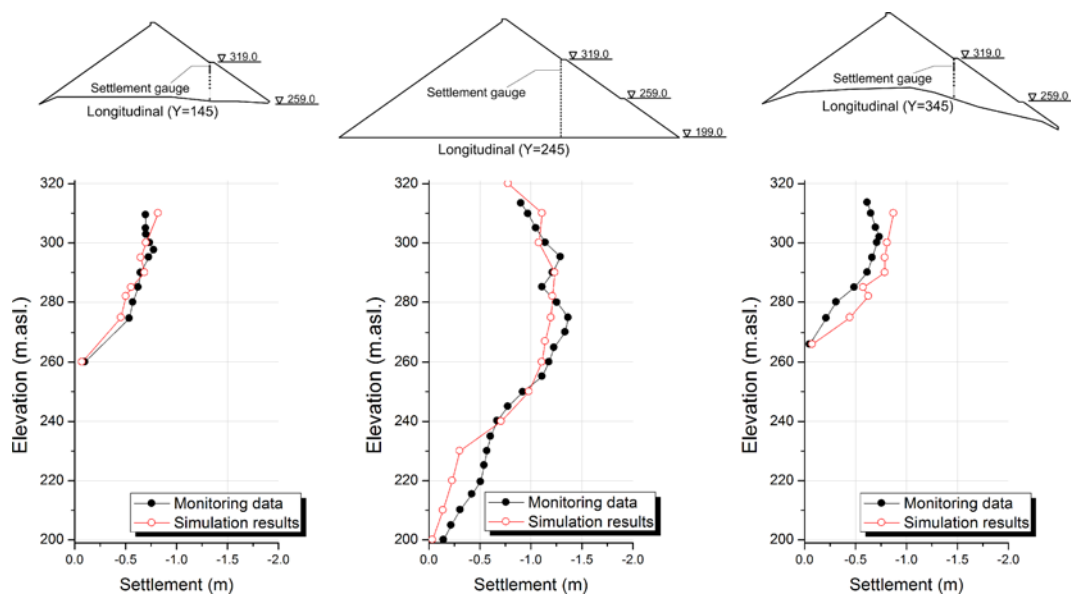 ▽ 319.0
Settlement gauge
▽ 259.0
Longitudinal (Y=145)
▽ 319.0
Settlement gauge
▽ 259.0
▽ 199.0
Longitudinal (Y=245)
▽ 319.0
Settlement gauge
▽ 259.0
Longitudinal (Y=345)
320
300
280
260
240
220
200
Elevation (m.asl.)
Monitoring data
Simulation results
0.0 -0.5 -1.0 -1.5 -2.0
Settlement (m)
320
300
280
260
240
220
200
Elevation (m.asl.)
Monitoring data
Simulation results
0.0 -0.5 -1.0 -1.5 -2.0
Settlement (m)
320
300
280
260
240
220
200
Elevation (m.asl.)
Monitoring data
Simulation results
0.0 -0.5 -1.0 -1.5 -2.0
Settlement (m)